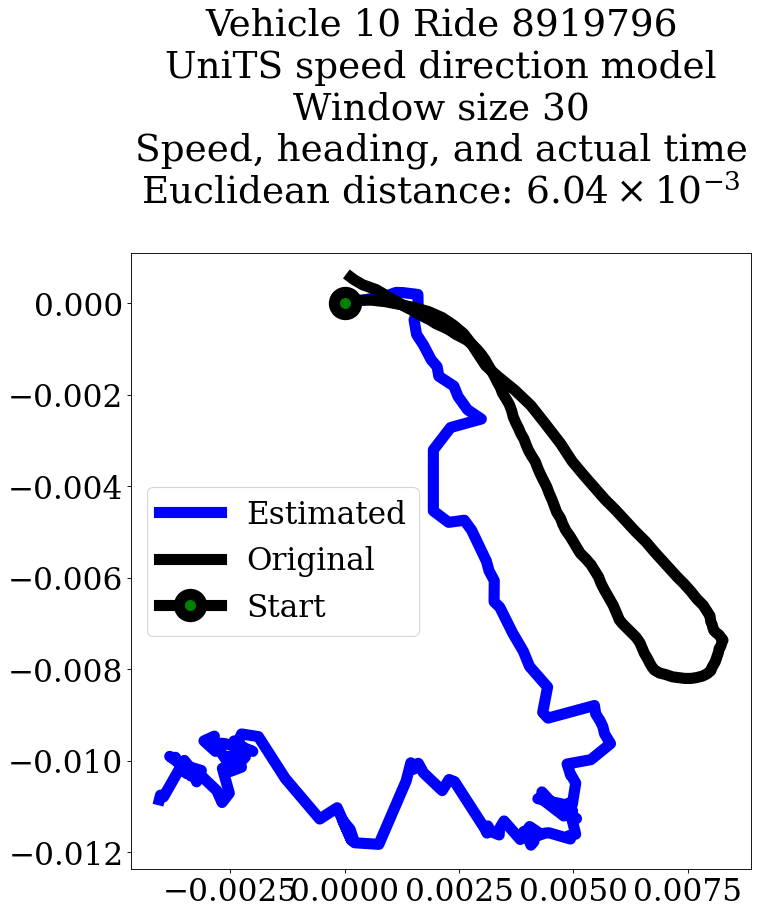 Vehicle 10 Ride 8919796
UniTS speed direction model
Window size 30
Speed, heading, and actual time
Euclidean distance: 6.04 × 10⁻³
0.000
−0.002
−0.004
−0.006
−0.008
−0.010
−0.012
Estimated
Original
Start
−0.0025 0.0000 0.0025 0.0050 0.0075